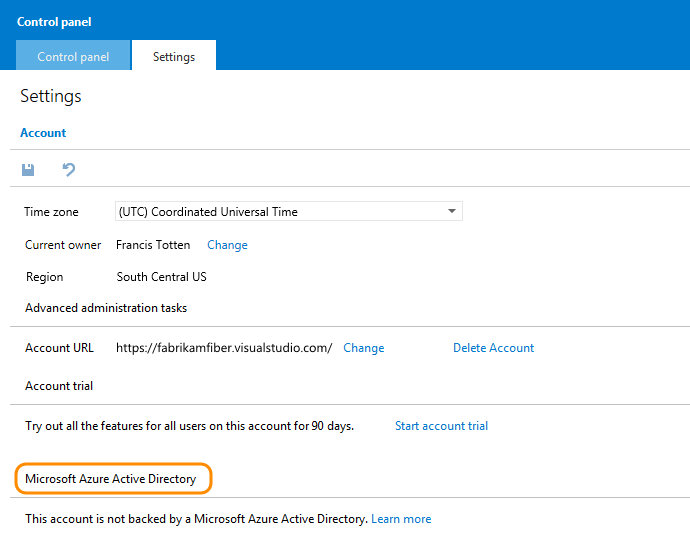 Control panel
Control panel Settings
Settings
Account
Time zone (UTC) Coordinated Universal Time
Current owner Francis Totten Change
Region South Central US
Advanced administration tasks
Account URL https://fabrikamfiber.visualstudio.com/ Change Delete Account
Account trial
Try out all the features for all users on this account for 90 days. Start account trial
Microsoft Azure Active Directory
This account is not backed by a Microsoft Azure Active Directory. Learn more